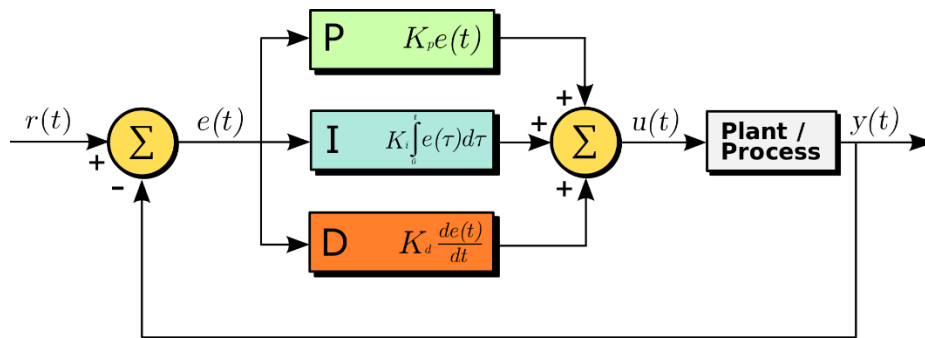 P K_p e(t)
r(t) + - Σ e(t)
I K_i ∫_0^t e(τ)dτ
+ + + Σ
u(t)
Plant /
Process
y(t)
D K_d de(t)/dt